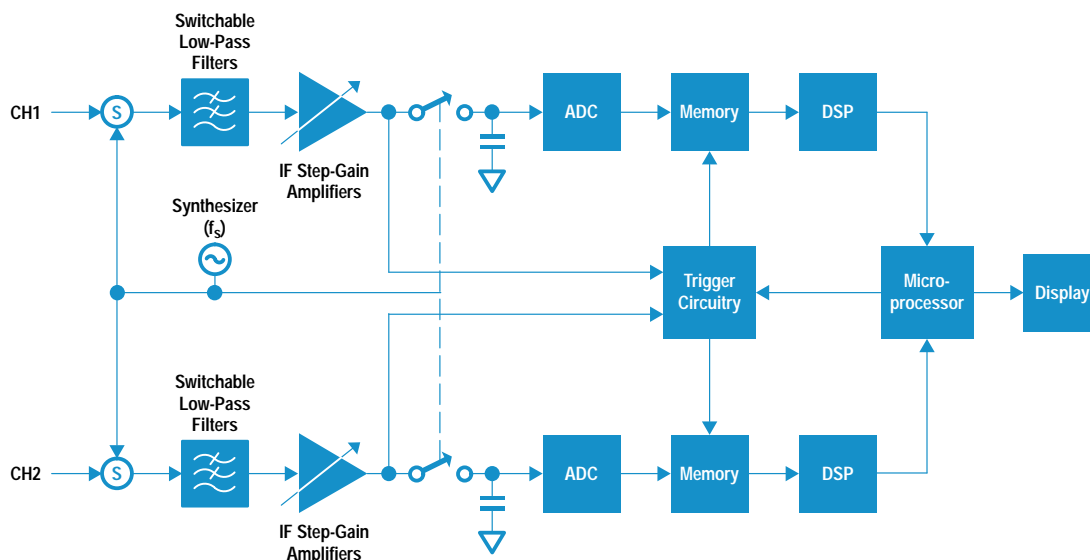 Switchable
Low-Pass
Filters
CH1
S
IF Step-Gain
Amplifiers
ADC
Memory
DSP
Synthesizer
(fs)
Trigger
Circuitry
Micro-
processor
Display
Switchable
Low-Pass
Filters
CH2
S
IF Step-Gain
Amplifiers
ADC
Memory
DSP